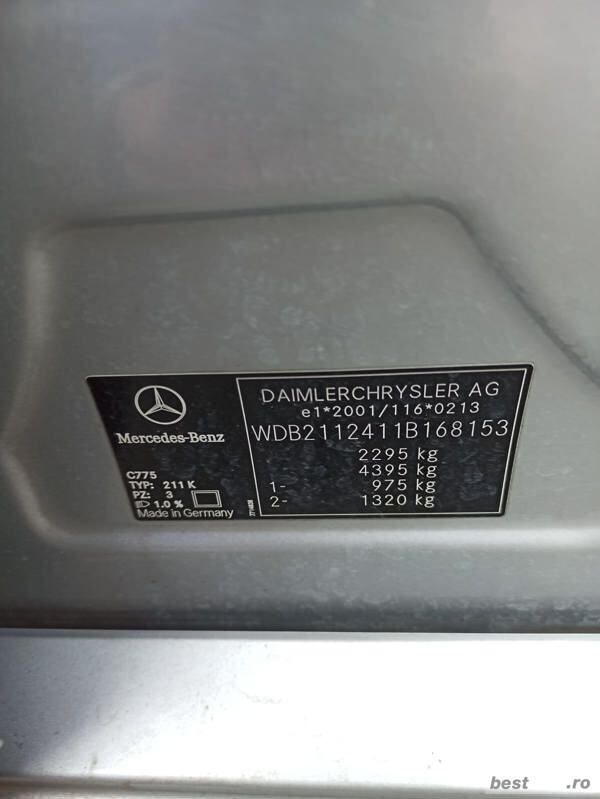 Mercedes-Benz
C775
TYP: 211 K
PZ: 3
1.0 %
Made in Germany
DAIMLERCHRYSLER AG
e1*2001/116*0213
WDB2112411B168153
2295 kg
4395 kg
1- 975 kg
2- 1320 kg
best .ro